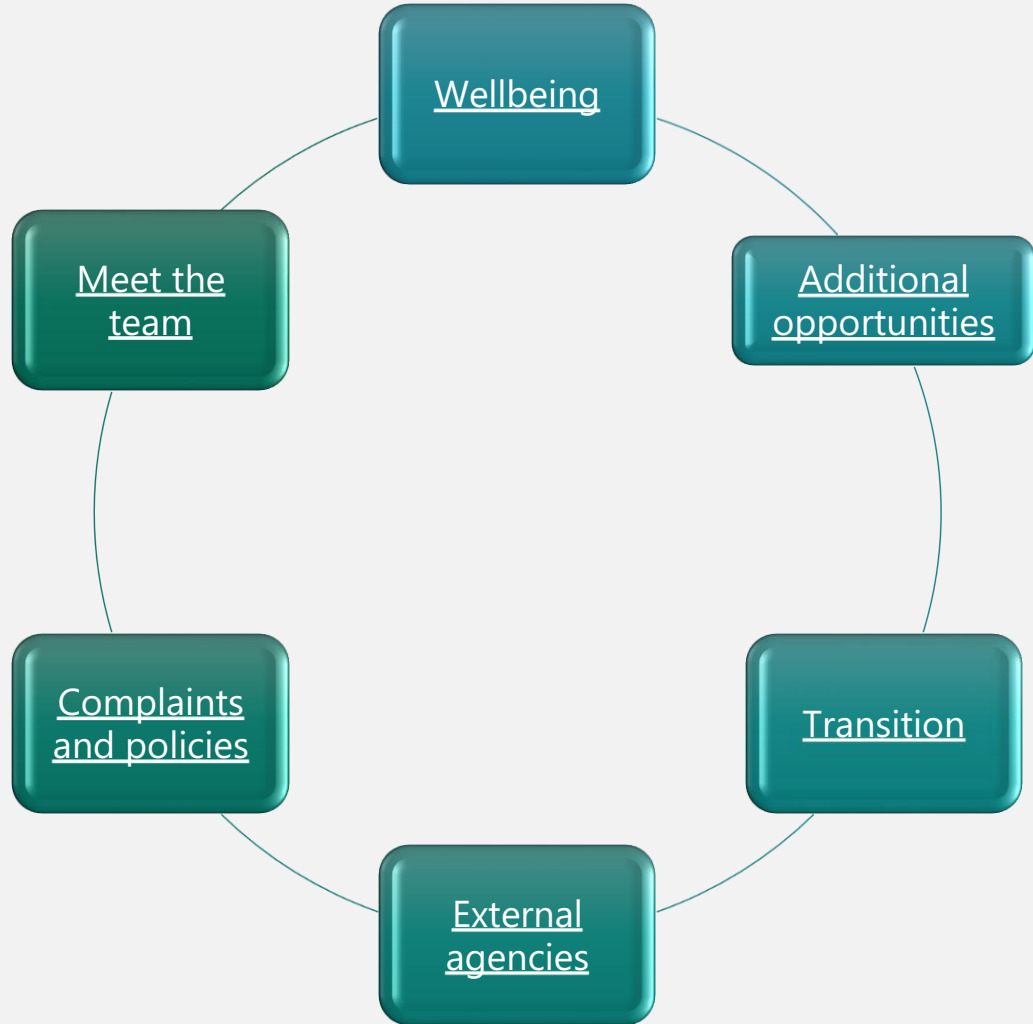 Wellbeing
Additional
opportunities
Transition
External
agencies
Complaints
and policies
Meet the
team